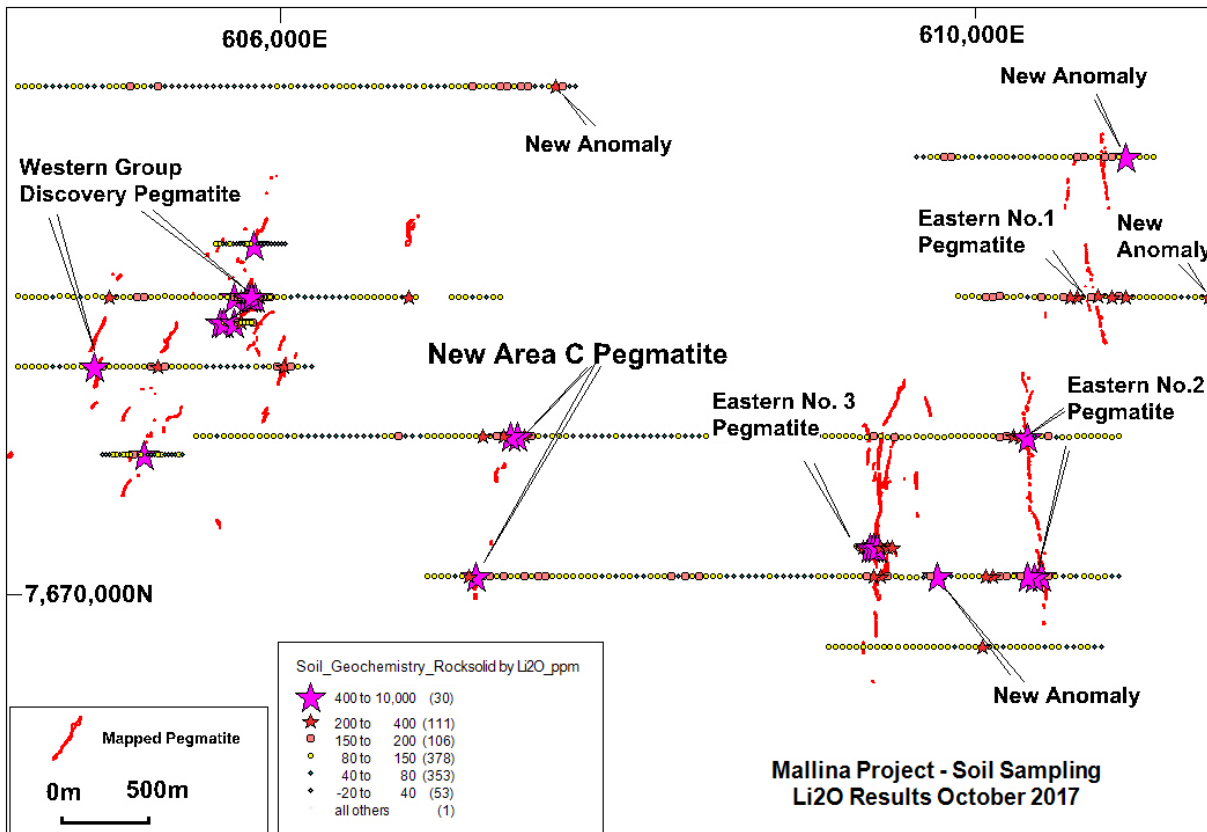 606,000E
610,000E
New Anomaly
New Anomaly
Western Group
Discovery Pegmatite
Eastern No.1
Pegmatite
New
Anomaly
New Area C Pegmatite
Eastern No. 3
Pegmatite
Eastern No.2
Pegmatite
7,670,000N
New Anomaly
Soil_Geochemistry_Rocksolid by Li2O_ppm
400 to 10,000 (30)
200 to 400 (111)
150 to 200 (106)
80 to 150 (378)
40 to 80 (353)
-20 to 40 (53)
all others (1)
Mapped Pegmatite
0m 500m
Mallina Project - Soil Sampling
Li2O Results October 2017